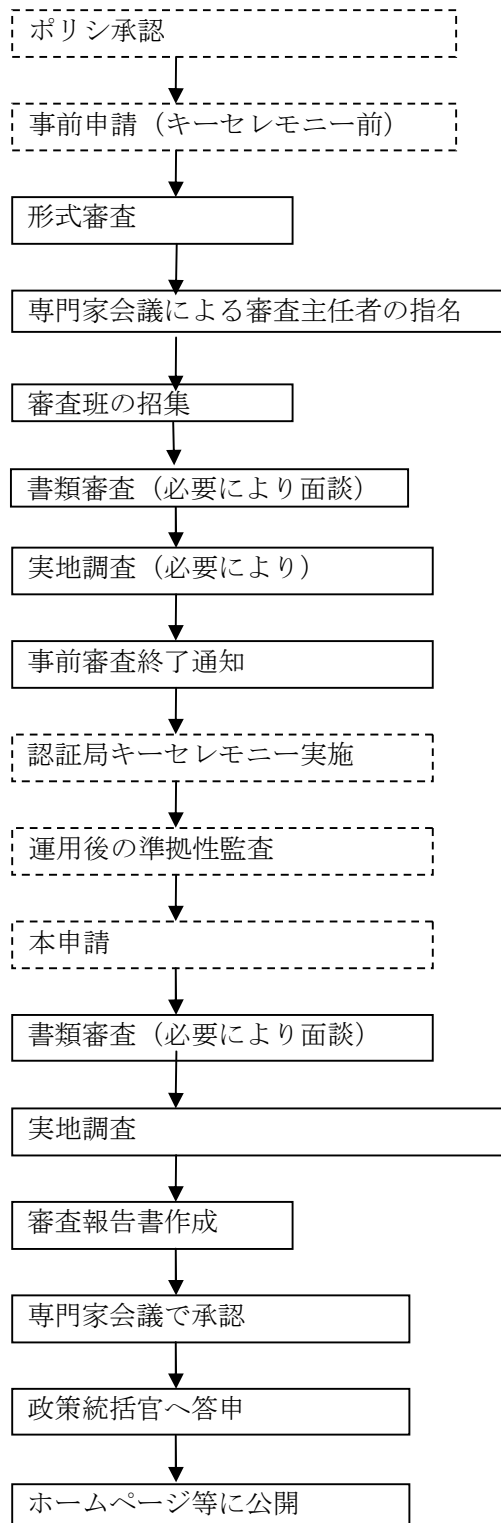 ポリシ承認
事前申請（キーセレモニー前）
形式審査
専門家会議による審査主任者の指名
審査班の招集
書類審査（必要により面談）
実地調査（必要により）
事前審査終了通知
認証局キーセレモニー実施
運用後の準拠性監査
本申請
書類審査（必要により面談）
実地調査
審査報告書作成
専門家会議で承認
政策統括官へ答申
ホームページ等に公開